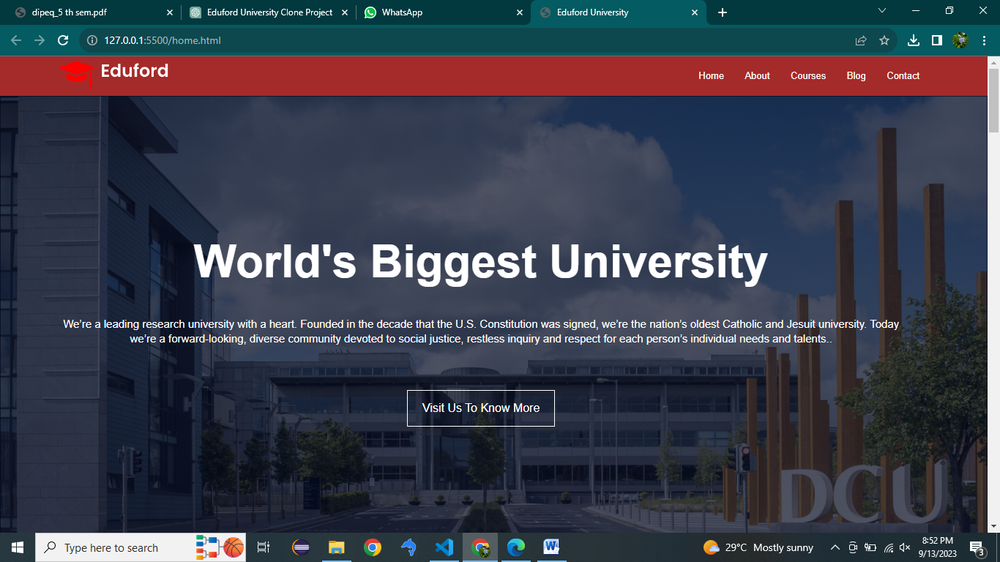 dipeq_5 th sem.pdf
Eduford University Clone Project
WhatsApp
Eduford University
127.0.0.1:5500/home.html
Eduford
Home
About
Courses
Blog
Contact
World's Biggest University
We’re a leading research university with a heart. Founded in the decade that the U.S. Constitution was signed, we’re the nation’s oldest Catholic and Jesuit university. Today
we’re a forward-looking, diverse community devoted to social justice, restless inquiry and respect for each person’s individual needs and talents..
Visit Us To Know More
DCU
Type here to search
29°C Mostly sunny
8:52 PM
9/13/2023
3